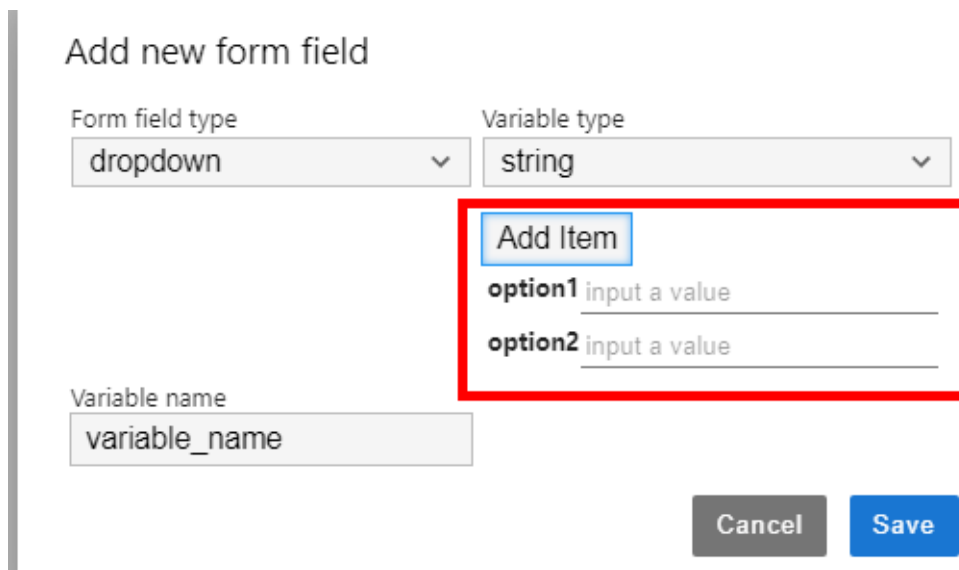 Add new form field
Form field type Variable type
dropdown string
Add Item
option1 input a value
option2 input a value
Variable name
variable_name
Cancel Save